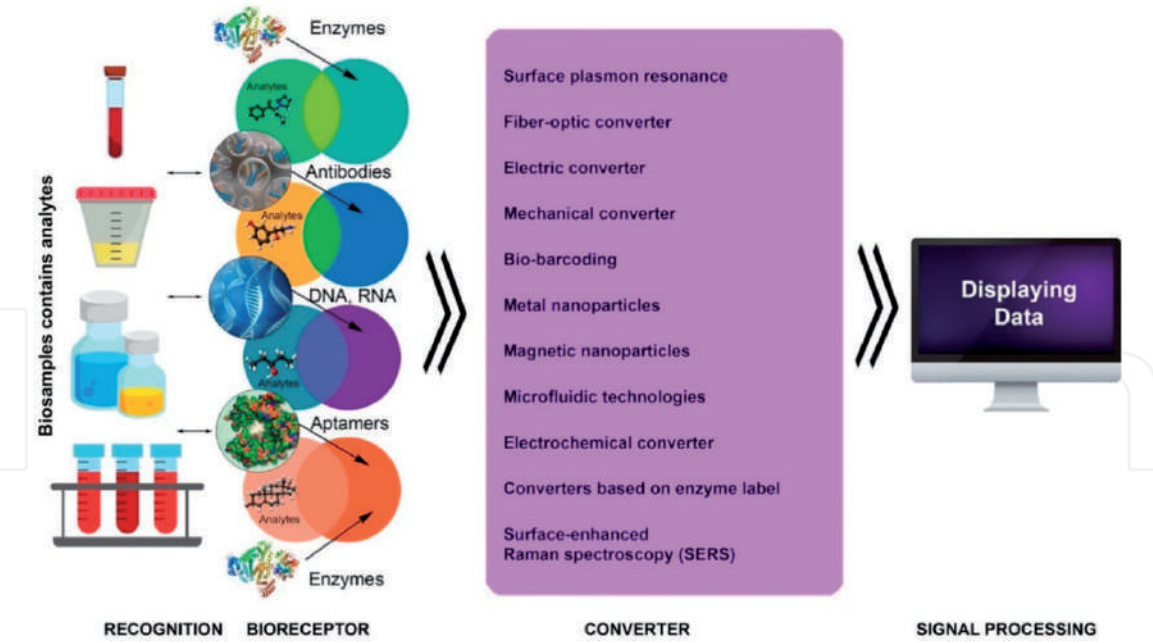 Biosamples contains analytes
Enzymes
Analytes
Antibodies
Analytes
DNA, RNA
Analytes
Aptamers
Analytes
Enzymes
Surface plasmon resonance
Fiber-optic converter
Electric converter
Mechanical converter
Bio-barcoding
Metal nanoparticles
Magnetic nanoparticles
Microfluidic technologies
Electrochemical converter
Converters based on enzyme label
Surface-enhanced
Raman spectroscopy (SERS)
Displaying
Data
RECOGNITION
BIORECEPTOR
CONVERTER
SIGNAL PROCESSING